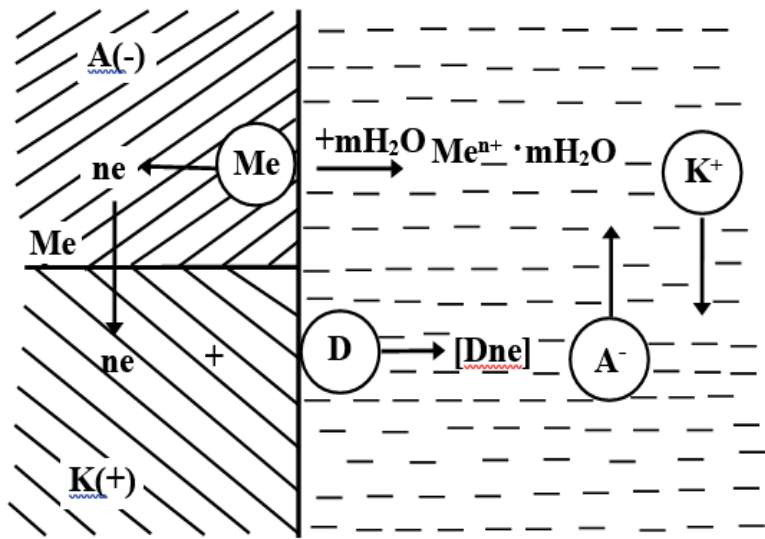 A(-)
ne
Me
+mH₂O
Meⁿ⁺ · mH₂O
K⁺
Me
ne
+
D
[Dne]
A⁻
K(+)